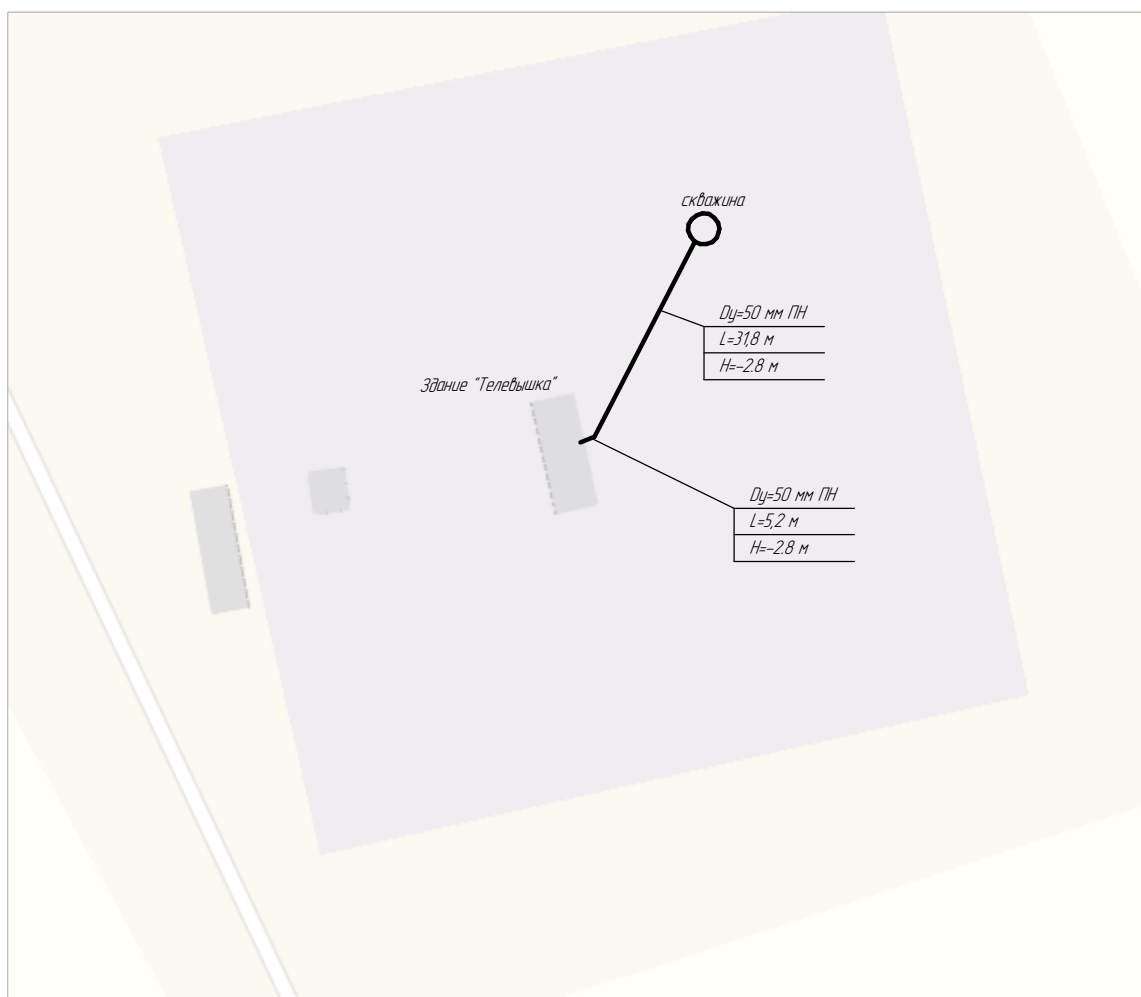 скважина
Dy=50 мм ПН
L=31,8 м
H=-2.8 м
Здание "Телевышка"
Dy=50 мм ПН
L=5,2 м
H=-2.8 м